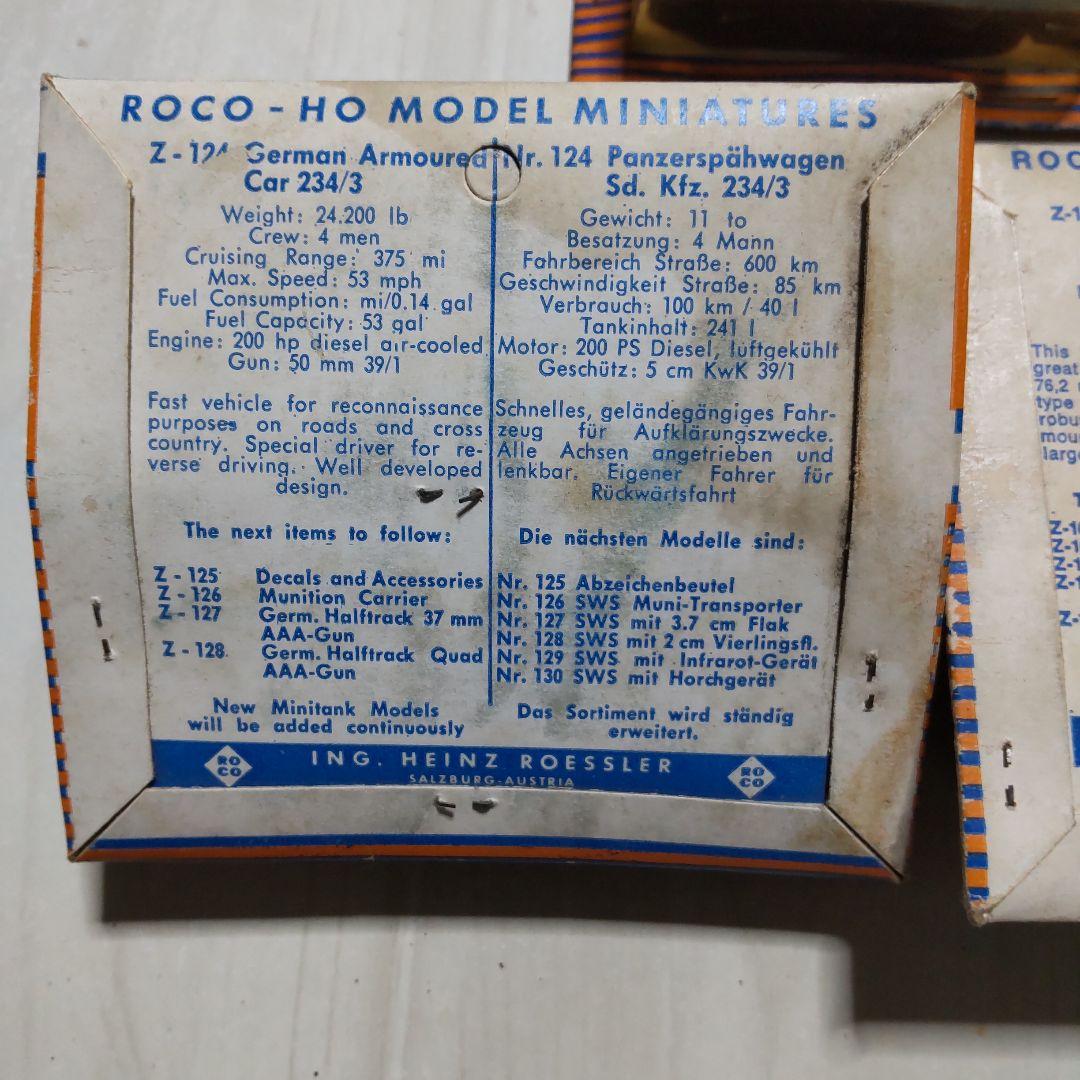 ROCO - HO MODEL MINIATURES
Z - 124 German Armoured
Car 234/3
Weight: 24.200 lb
Crew: 4 men
Cruising Range: 375 mi
Max. Speed: 53 mph
Fuel Consumption: mi/0.14 gal
Fuel Capacity: 53 gal
Engine: 200 hp diesel air-cooled
Gun: 50 mm 39/1
Fast vehicle for reconnaissance
purposes on roads and cross
country. Special driver for re-
verse driving. Well developed
design.
The next items to follow:
Z - 125 Decals and Accessories
Z - 126 Munition Carrier
Z - 127 Germ. Halftrack 37 mm
AAA-Gun
Z - 128 Germ. Halftrack Quad
AAA-Gun
New Minitank Models
will be added continuously
Nr. 124 Panzerspähwagen
Sd. Kfz. 234/3
Gewicht: 11 to
Besatzung: 4 Mann
Fahrbereich Straße: 600 km
Geschwindigkeit Straße: 85 km
Verbrauch: 100 km / 40 l
Tankinhalt: 241 l
Motor: 200 PS Diesel, luftgekühlt
Geschütz: 5 cm KwK 39/1
Schnelles, geländegängiges Fahr-
zeug für Aufklärungszwecke.
Alle Achsen angetrieben und
lenkbar. Eigener Fahrer für
Rückwärtsfahrt
Die nächsten Modelle sind:
Nr. 125 Abzeichenbeutel
Nr. 126 SWS Muni-Transporter
Nr. 127 SWS mit 3.7 cm Flak
Nr. 128 SWS mit 2 cm Vierlingsfl.
Nr. 129 SWS mit Infrarot-Gerät
Nr. 130 SWS mit Horchgerät
Das Sortiment wird ständig
erweitert.
RO
CO
ING. HEINZ ROESSLER
SALZBURG-AUSTRIA
RO
CO
This
great
76,2
type